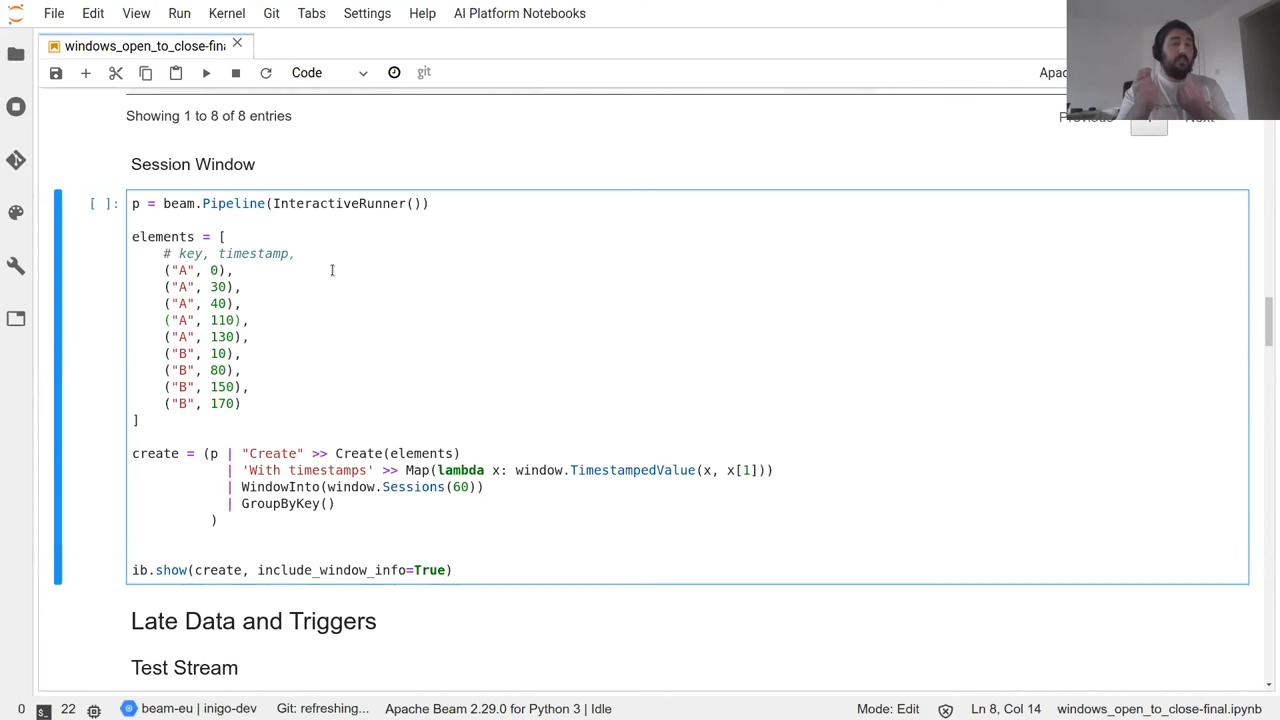 File Edit View Run Kernel Git Tabs Settings Help AI Platform Notebooks
windows_open_to_close-fin
Code git
Apac
Showing 1 to 8 of 8 entries
Previous Next
Session Window
[ ]: p = beam.Pipeline(InteractiveRunner())
elements = [
# key, timestamp,
("A", 0),
("A", 30),
("A", 40),
("A", 110),
("A", 130),
("B", 10),
("B", 80),
("B", 150),
("B", 170)
]
create = (p | "Create" >> Create(elements)
| 'With timestamps' >> Map(lambda x: window.TimestampedValue(x, x[1]))
| WindowInto(window.Sessions(60))
| GroupByKey()
)
ib.show(create, include_window_info=True)
Late Data and Triggers
Test Stream
0 $_ 22 beam-eu | inigo-dev Git: refreshing... Apache Beam 2.29.0 for Python 3 | Idle Mode: Edit Ln 8, Col 14 windows_open_to_close-final.ipynb